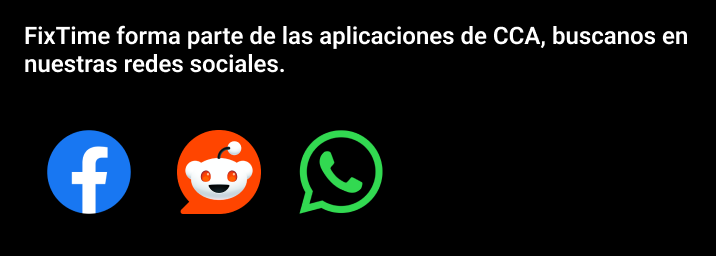 FixTime forma parte de las aplicaciones de CCA, buscanos en
nuestras redes sociales.